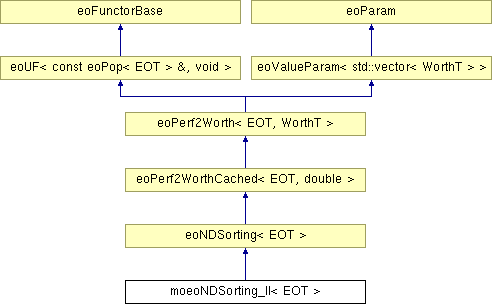 eoFunctorBase
eoParam
eoUF< const eoPop< EOT > &, void >
eoValueParam< std::vector< WorthT > >
eoPerf2Worth< EOT, WorthT >
eoPerf2WorthCached< EOT, double >
eoNDSorting< EOT >
moeoNDSorting_II< EOT >